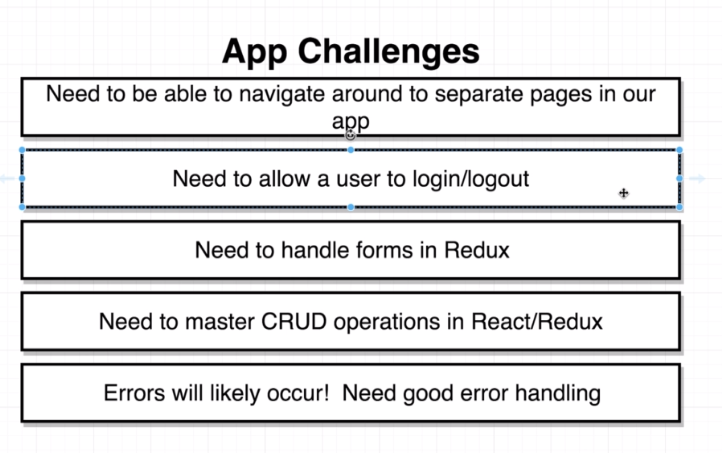 App Challenges
Need to be able to navigate around to separate pages in our
app
Need to allow a user to login/logout
Need to handle forms in Redux
Need to master CRUD operations in React/Redux
Errors will likely occur!  Need good error handling